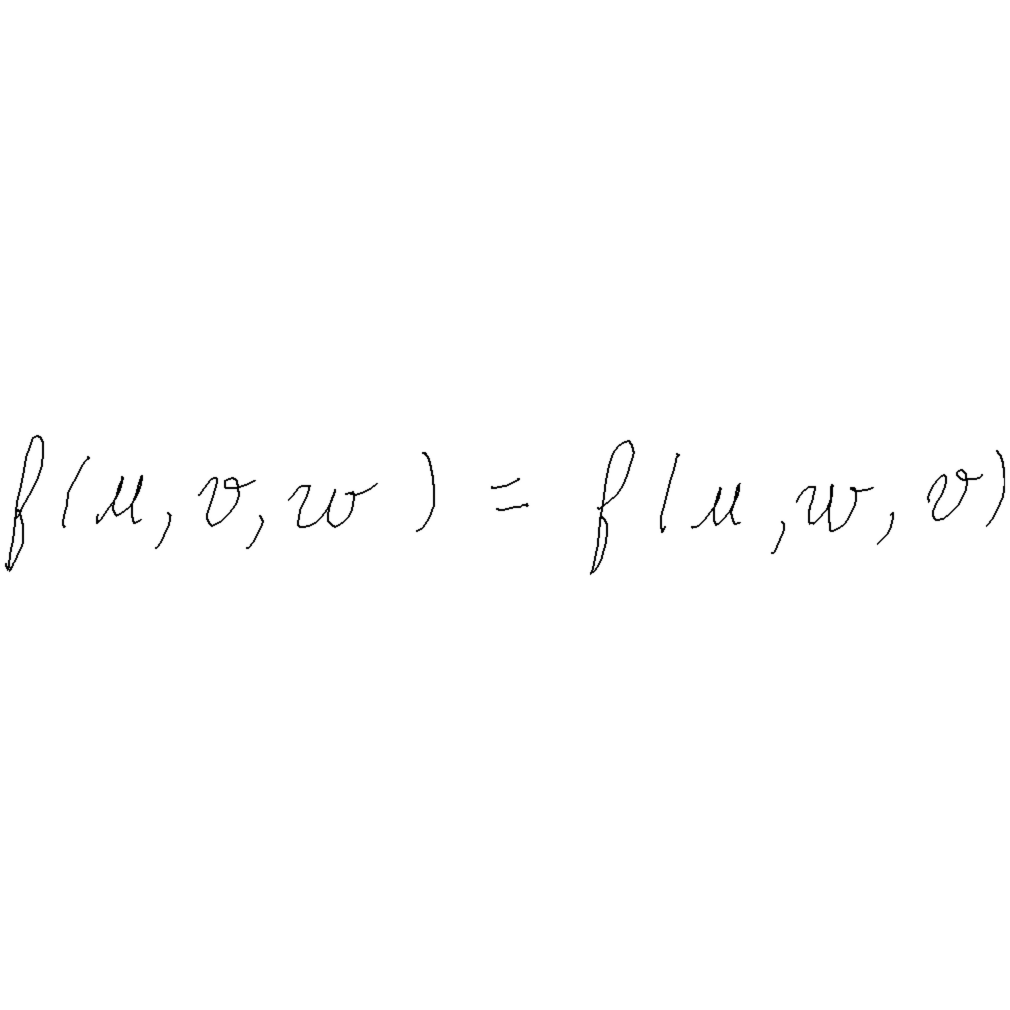 f(u, v, w) = f(u, w, v)